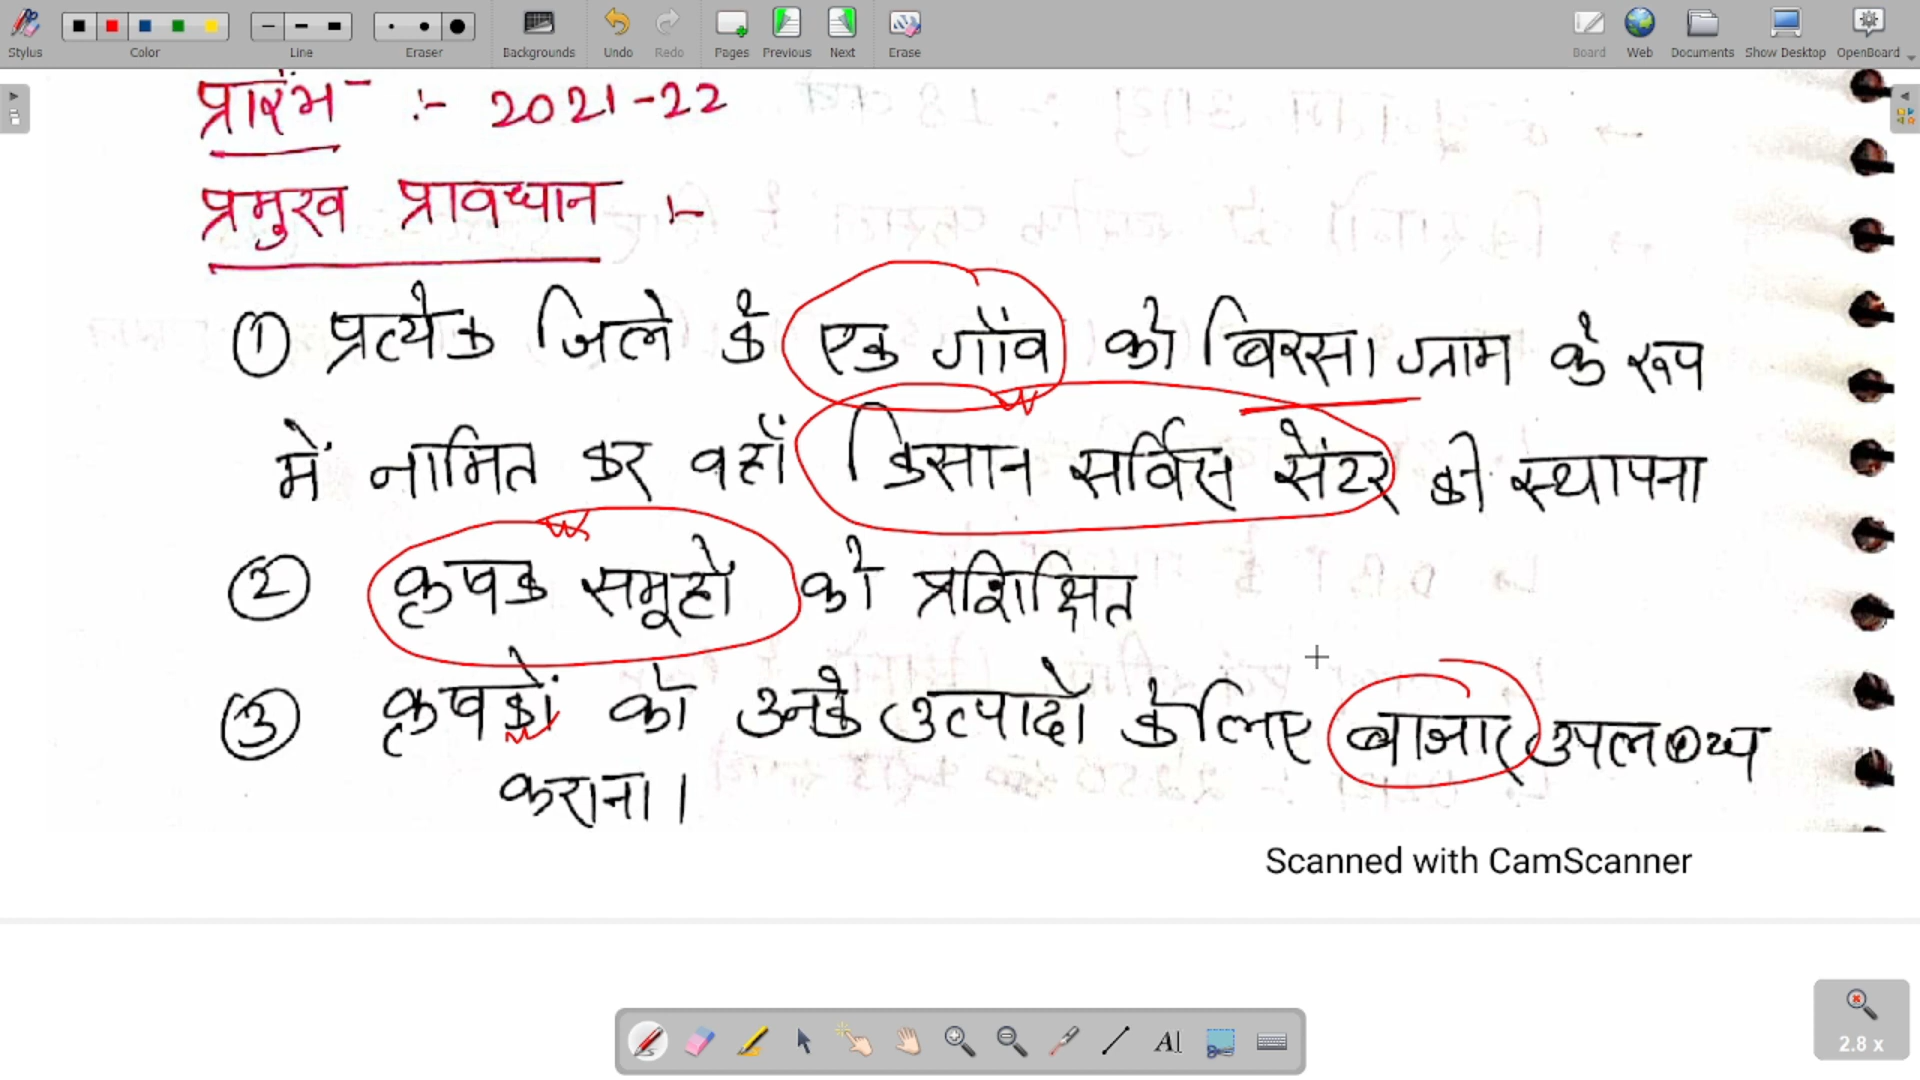 Stylus Color Line Eraser Backgrounds Undo Redo Pages Previous Next Erase Board Web Documents Show Desktop OpenBoard
प्रारंभ :- 2021-22
प्रमुख प्रावधान :-
① प्रत्येक जिले के एक गाँव को बिरसा ग्राम के रूप
में नामित कर वहाँ किसान सर्विस सेंटर की स्थापना
② कृषक समूहों को प्रशिक्षित
③ कृषकों को उनके उत्पादों के लिए बाजार उपलब्ध
कराना।
Scanned with CamScanner
2.8 x